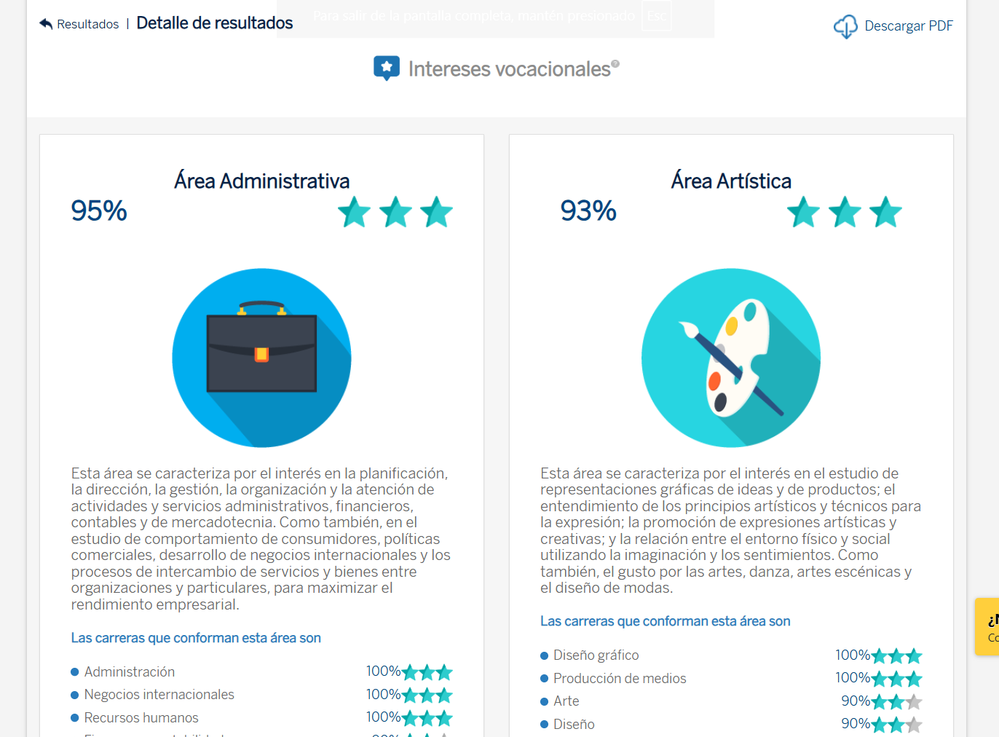 Resultados | Detalle de resultados
Para salir de la pantalla completa, mantén presionado Esc
Descargar PDF
Intereses vocacionales?
Área Administrativa
95%
Esta área se caracteriza por el interés en la planificación,
la dirección, la gestión, la organización y la atención de
actividades y servicios administrativos, financieros,
contables y de mercadotecnia. Como también, en el
estudio de comportamiento de consumidores, políticas
comerciales, desarrollo de negocios internacionales y los
procesos de intercambio de servicios y bienes entre
organizaciones y particulares, para maximizar el
rendimiento empresarial.
Las carreras que conforman esta área son
Administración 100%
Negocios internacionales 100%
Recursos humanos 100%
Área Artística
93%
Esta área se caracteriza por el interés en el estudio de
representaciones gráficas de ideas y de productos; el
entendimiento de los principios artísticos y técnicos para
la expresión; la promoción de expresiones artísticas y
creativas; y la relación entre el entorno físico y social
utilizando la imaginación y los sentimientos. Como
también, el gusto por las artes, danza, artes escénicas y
el diseño de modas.
Las carreras que conforman esta área son
Diseño gráfico 100%
Producción de medios 100%
Arte 90%
Diseño 90%